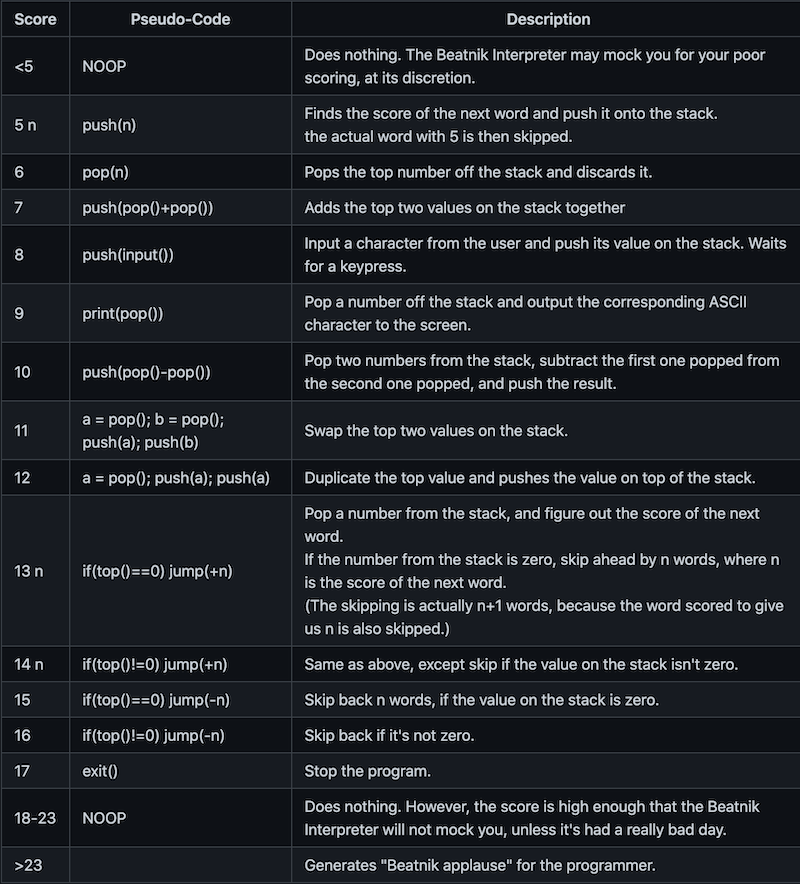 Score Pseudo-Code Description
<5 NOOP Does nothing. The Beatnik Interpreter may mock you for your poor
scoring, at its discretion.
5 n push(n) Finds the score of the next word and push it onto the stack.
the actual word with 5 is then skipped.
6 pop(n) Pops the top number off the stack and discards it.
7 push(pop()+pop()) Adds the top two values on the stack together
8 push(input()) Input a character from the user and push its value on the stack. Waits
for a keypress.
9 print(pop()) Pop a number off the stack and output the corresponding ASCII
character to the screen.
10 push(pop()-pop()) Pop two numbers from the stack, subtract the first one popped from
the second one popped, and push the result.
11 a = pop(); b = pop();
push(a); push(b) Swap the top two values on the stack.
12 a = pop(); push(a); push(a) Duplicate the top value and pushes the value on top of the stack.
13 n if(top()==0) jump(+n) Pop a number from the stack, and figure out the score of the next
word.
If the number from the stack is zero, skip ahead by n words, where n
is the score of the next word.
(The skipping is actually n+1 words, because the word scored to give
us n is also skipped.)
14 n if(top()!=0) jump(+n) Same as above, except skip if the value on the stack isn't zero.
15 if(top()==0) jump(-n) Skip back n words, if the value on the stack is zero.
16 if(top()!=0) jump(-n) Skip back if it's not zero.
17 exit() Stop the program.
18-23 NOOP Does nothing. However, the score is high enough that the Beatnik
Interpreter will not mock you, unless it's had a really bad day.
>23 Generates "Beatnik applause" for the programmer.